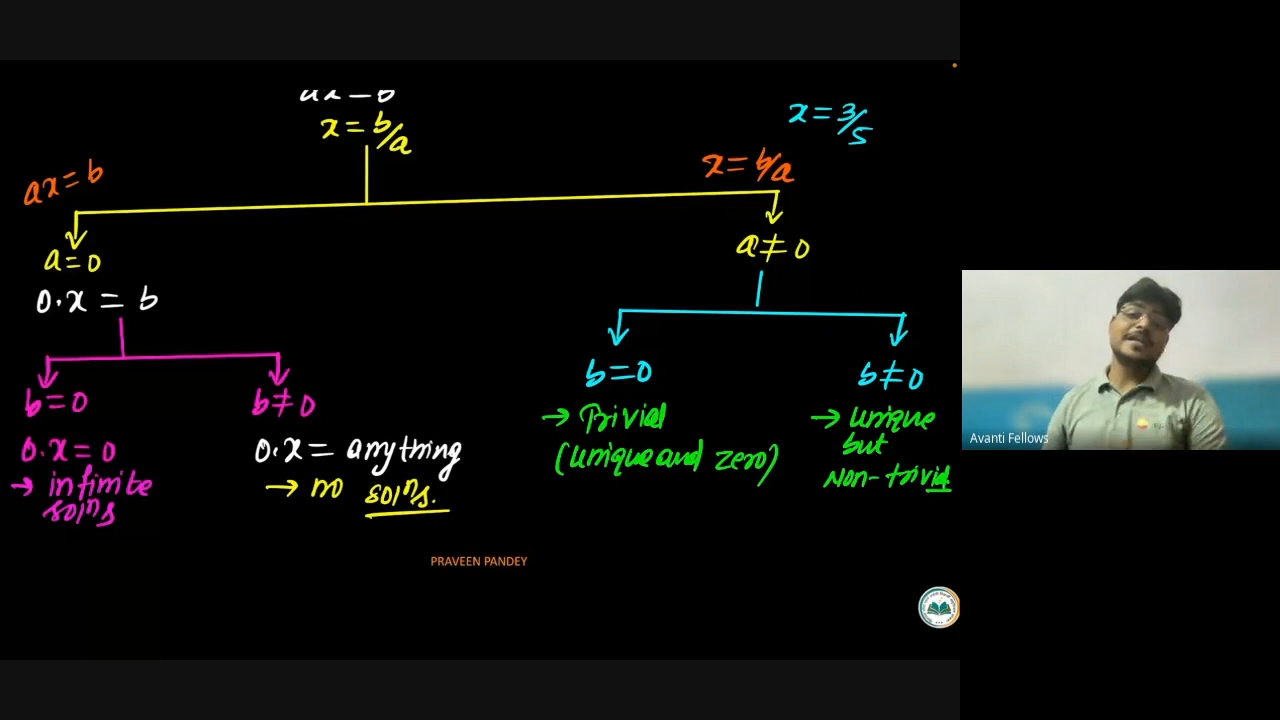 ax = b
x = b/a
x = 3/5
ax = b
x = b/a
a = 0
a ≠ 0
0.x = b
b = 0
b ≠ 0
b = 0
b ≠ 0
0.x = 0
→ infinite
solns
0.x = anything
→ no solns.
→ Trivial
(unique and zero)
→ unique
but
Non-trivial
Avanti Fellows
PRAVEEN PANDEY